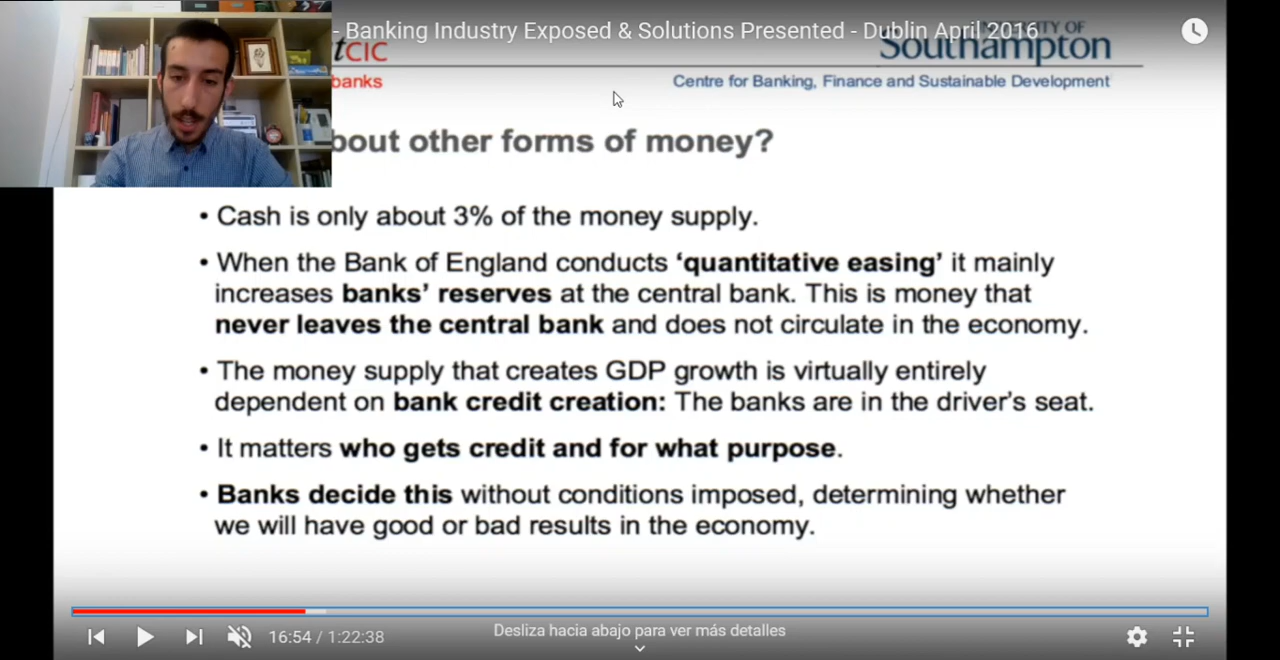 - Banking Industry Exposed & Solutions Presented - Dublin April 2016
tCIC
banks
UNIVERSITY OF
Southampton
Centre for Banking, Finance and Sustainable Development
bout other forms of money?
• Cash is only about 3% of the money supply.
• When the Bank of England conducts ‘quantitative easing’ it mainly
increases banks’ reserves at the central bank. This is money that
never leaves the central bank and does not circulate in the economy.
• The money supply that creates GDP growth is virtually entirely
dependent on bank credit creation: The banks are in the driver’s seat.
• It matters who gets credit and for what purpose.
• Banks decide this without conditions imposed, determining whether
we will have good or bad results in the economy.
16:54 / 1:22:38
Desliza hacia abajo para ver más detalles